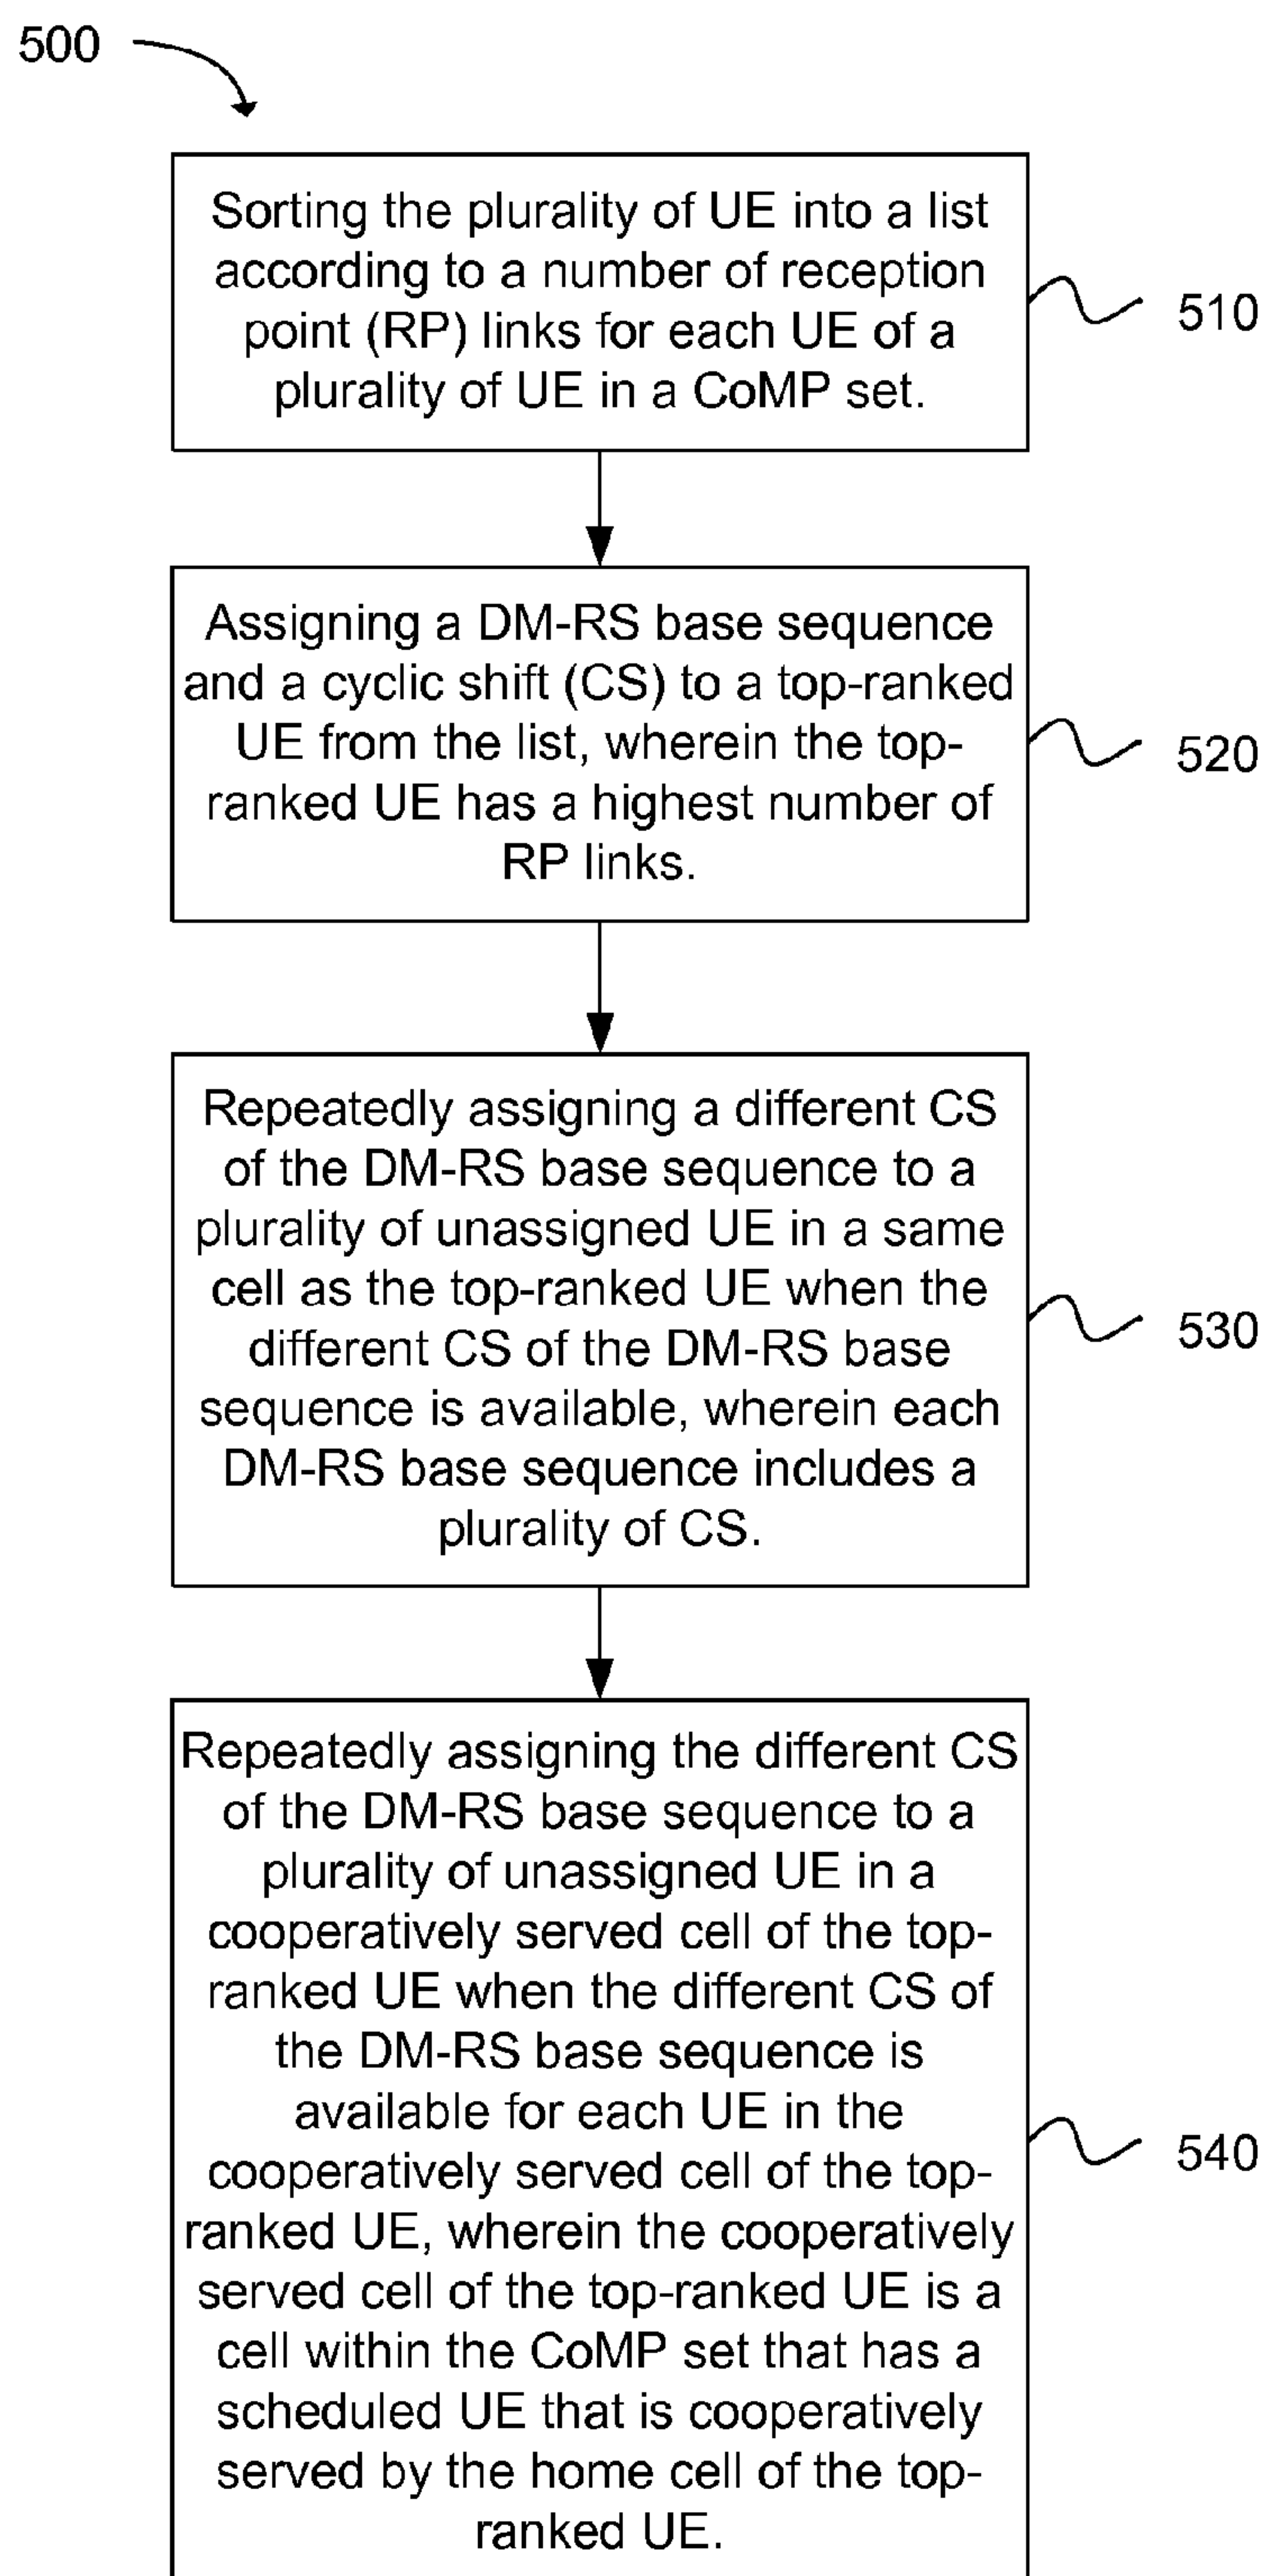 500
Sorting the plurality of UE into a list
according to a number of reception
point (RP) links for each UE of a
plurality of UE in a CoMP set.
510
Assigning a DM-RS base sequence
and a cyclic shift (CS) to a top-ranked
UE from the list, wherein the top-
ranked UE has a highest number of
RP links.
520
Repeatedly assigning a different CS
of the DM-RS base sequence to a
plurality of unassigned UE in a same
cell as the top-ranked UE when the
different CS of the DM-RS base
sequence is available, wherein each
DM-RS base sequence includes a
plurality of CS.
530
Repeatedly assigning the different CS
of the DM-RS base sequence to a
plurality of unassigned UE in a
cooperatively served cell of the top-
ranked UE when the different CS of
the DM-RS base sequence is
available for each UE in the
cooperatively served cell of the top-
ranked UE, wherein the cooperatively
served cell of the top-ranked UE is a
cell within the CoMP set that has a
scheduled UE that is cooperatively
served by the home cell of the top-
ranked UE.
540